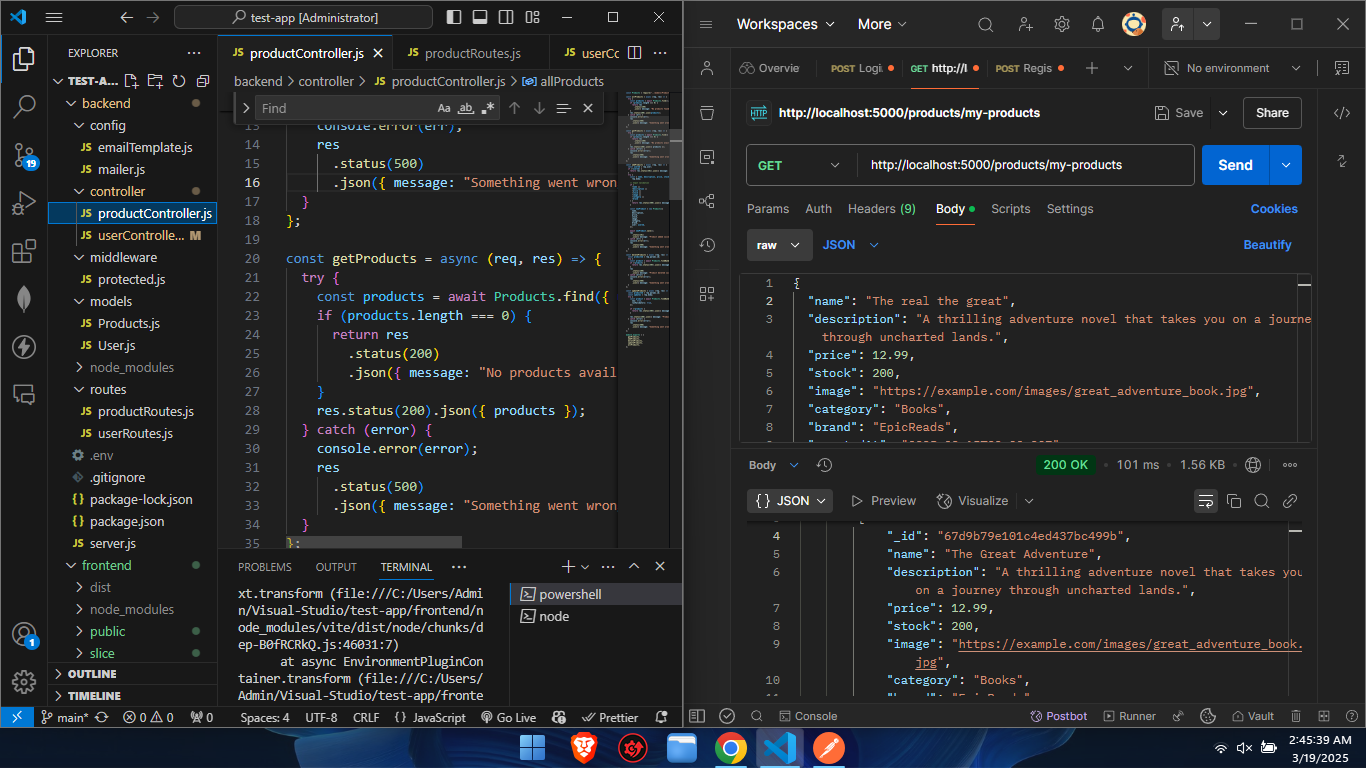 test-app [Administrator]
EXPLORER
TEST-A...
backend
config
emailTemplate.js
mailer.js
controller
productController.js
userControlle... M
middleware
protected.js
models
Products.js
User.js
node_modules
routes
productRoutes.js
userRoutes.js
.env
.gitignore
package-lock.json
package.json
server.js
frontend
dist
node_modules
public
slice
OUTLINE
TIMELINE
19
1
JS productController.js
JS productRoutes.js
JS userCc
backend > controller > JS productController.js > allProducts
Find
Aa ab .*
13 console.error(err);
14 res
15 .status(500)
16 .json({ message: "Something went wron
17 }
18 };
19
20 const getProducts = async (req, res) => {
21 try {
22 const products = await Products.find({
23 if (products.length === 0) {
24 return res
25 .status(200)
26 .json({ message: "No products avail
27 }
28 res.status(200).json({ products });
29 } catch (error) {
30 console.error(error);
31 res
32 .status(500)
33 .json({ message: "Something went wron
34 }
35 };
PROBLEMS OUTPUT TERMINAL ...
xt.transform (file:///C:/Users/Admi
n/Visual-Studio/test-app/frontend/n
ode_modules/vite/dist/node/chunks/d
ep-B0fRCRkQ.js:46031:7)
at async EnvironmentPluginCon
tainer.transform (file:///C:/Users/
Admin/Visual-Studio/test-app/fronte
powershell
node
main* 0 0 0 Spaces: 4 UTF-8 CRLF {} JavaScript Go Live Prettier
Workspaces More
Overvie POST Logi GET http://l POST Regis No environment
HTTP http://localhost:5000/products/my-products Save Share
GET http://localhost:5000/products/my-products Send
Params Auth Headers (9) Body Scripts Settings Cookies
raw JSON Beautify
1 {
2 "name": "The real the great",
3 "description": "A thrilling adventure novel that takes you on a journe
through uncharted lands.",
4 "price": 12.99,
5 "stock": 200,
6 "image": "https://example.com/images/great_adventure_book.jpg",
7 "category": "Books",
8 "brand": "EpicReads",
Body 200 OK 101 ms 1.56 KB
{} JSON Preview Visualize
4 "_id": "67d9b79e101c4ed437bc499b",
5 "name": "The Great Adventure",
6 "description": "A thrilling adventure novel that takes you
on a journey through uncharted lands.",
7 "price": 12.99,
8 "stock": 200,
9 "image": "https://example.com/images/great_adventure_book.
jpg",
10 "category": "Books",
Console Postbot Runner Vault
2:45:39 AM
3/19/2025